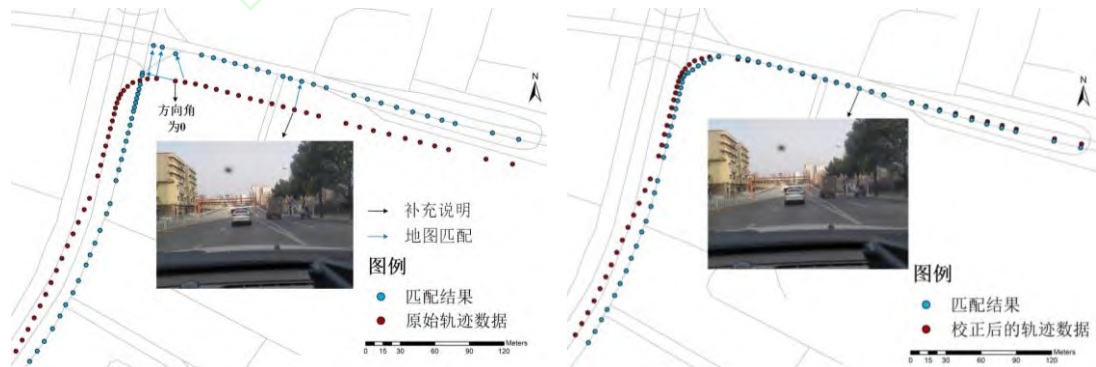 N
方向角
为0
补充说明
地图匹配
图例
匹配结果
原始轨迹数据
Meters
0 15 30 60 90 120
N
图例
匹配结果
校正后的轨迹数据
Meters
0 15 30 60 90 120